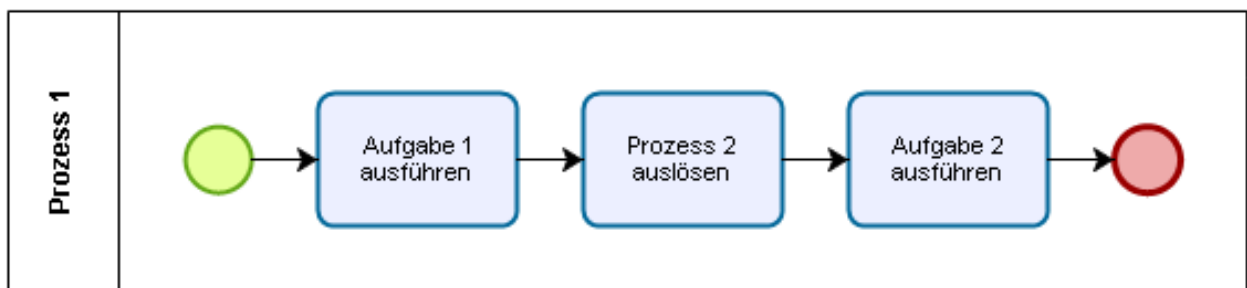 Prozess 1
Aufgabe 1
ausführen
Prozess 2
auslösen
Aufgabe 2
ausführen